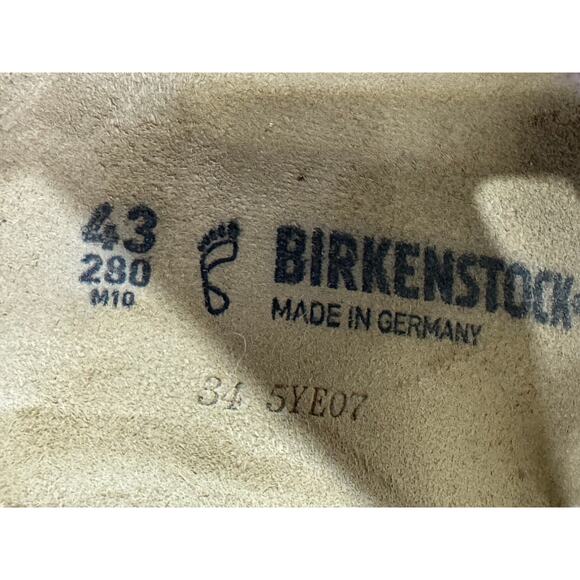 43
280
M10
BIRKENSTOCK
MADE IN GERMANY
34 5YE07